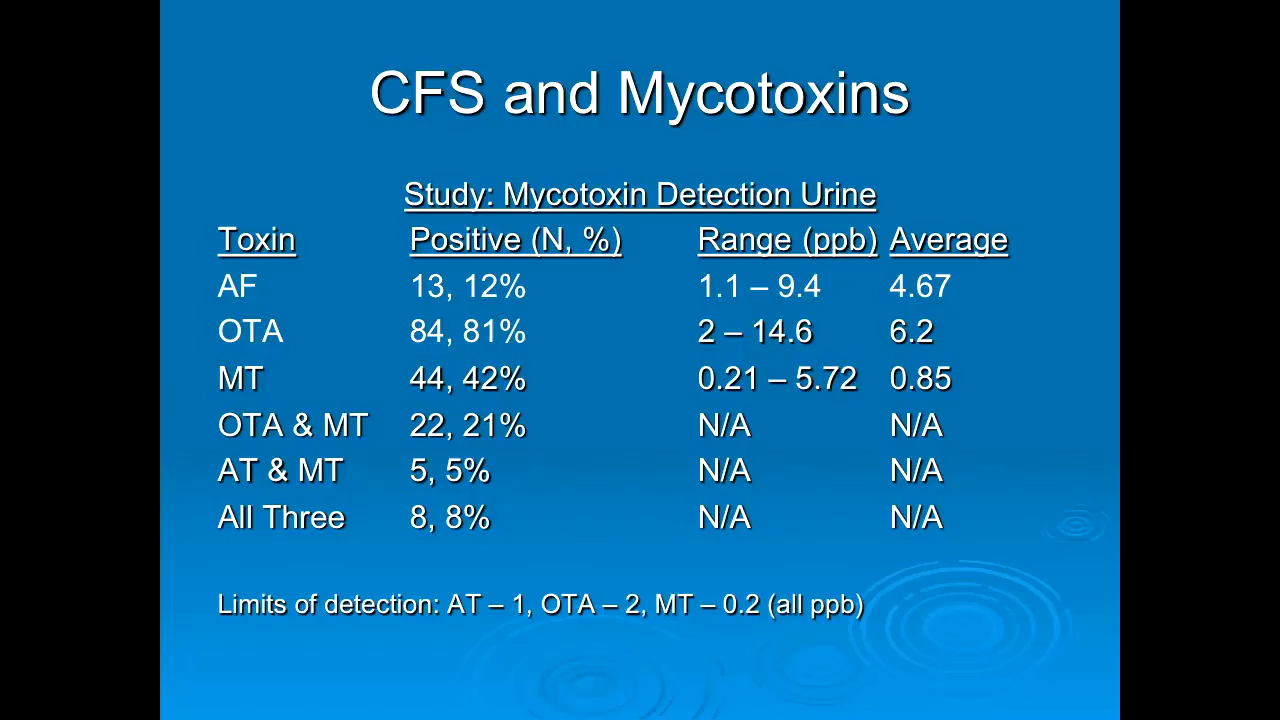 CFS and Mycotoxins
Study: Mycotoxin Detection Urine
Toxin Positive (N, %) Range (ppb) Average
AF 13, 12% 1.1 – 9.4 4.67
OTA 84, 81% 2 – 14.6 6.2
MT 44, 42% 0.21 – 5.72 0.85
OTA & MT 22, 21% N/A N/A
AT & MT 5, 5% N/A N/A
All Three 8, 8% N/A N/A
Limits of detection: AT – 1, OTA – 2, MT – 0.2 (all ppb)